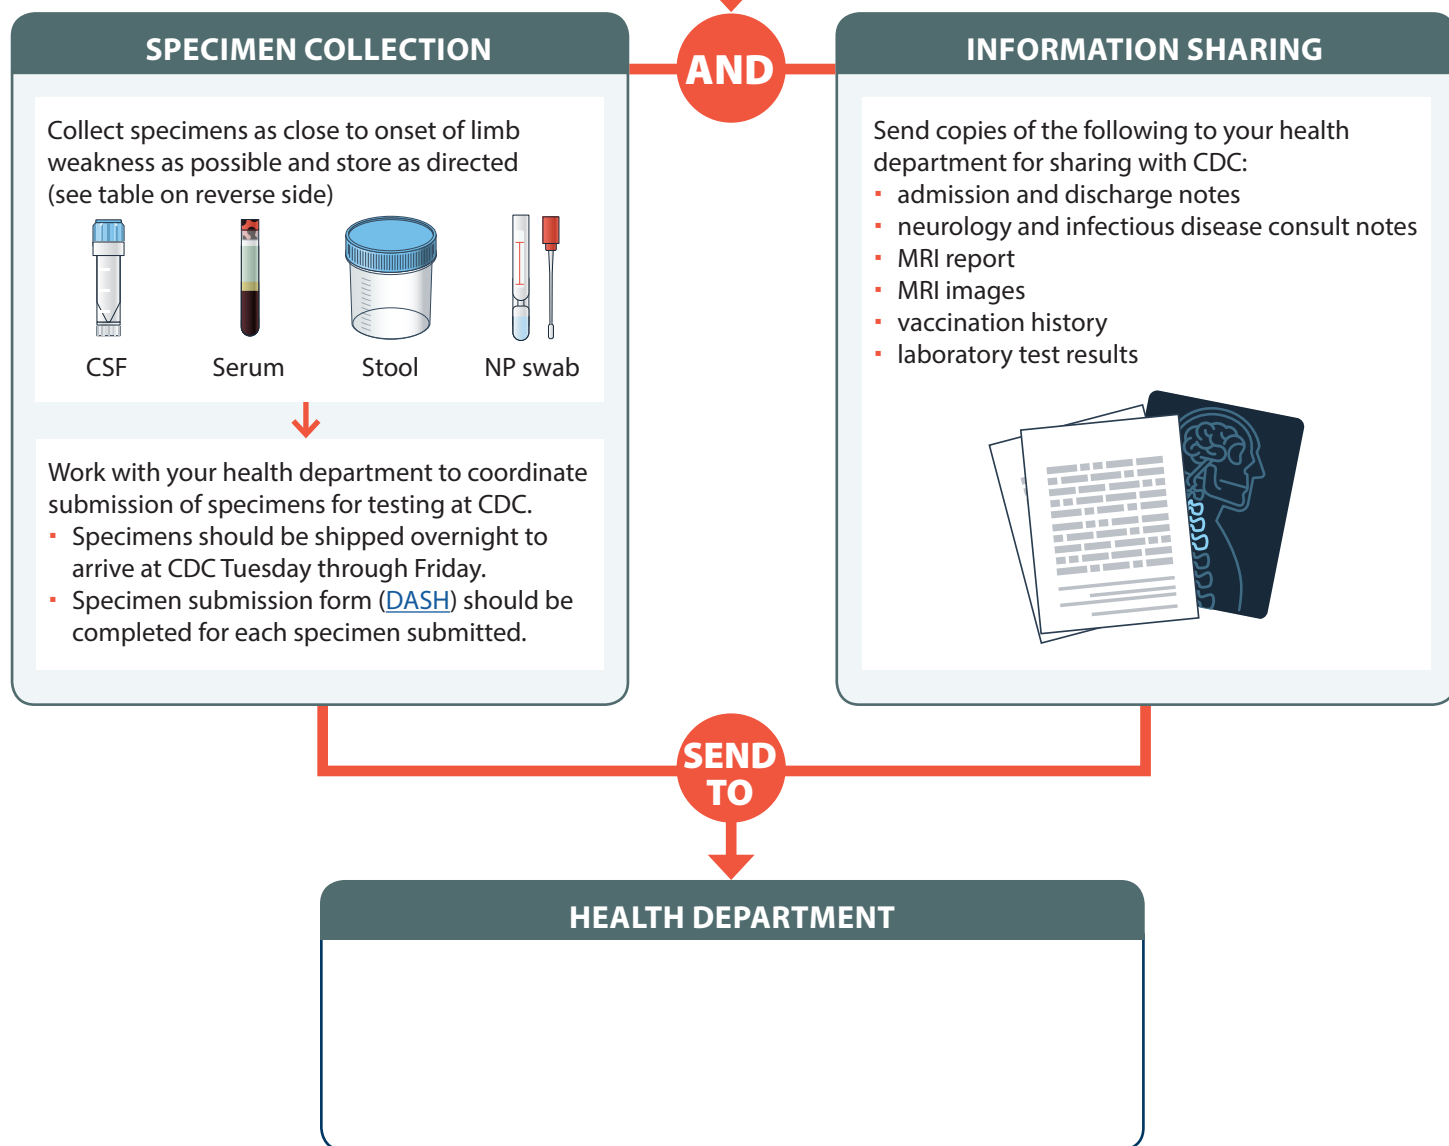 SPECIMEN COLLECTION
Collect specimens as close to onset of limb
weakness as possible and store as directed
(see table on reverse side)
CSF
Serum
Stool
NP swab
Work with your health department to coordinate
submission of specimens for testing at CDC.
▪ Specimens should be shipped overnight to
arrive at CDC Tuesday through Friday.
▪ Specimen submission form (DASH) should be
completed for each specimen submitted.
AND
INFORMATION SHARING
Send copies of the following to your health
department for sharing with CDC:
▪ admission and discharge notes
▪ neurology and infectious disease consult notes
▪ MRI report
▪ MRI images
▪ vaccination history
▪ laboratory test results
SEND
TO
HEALTH DEPARTMENT